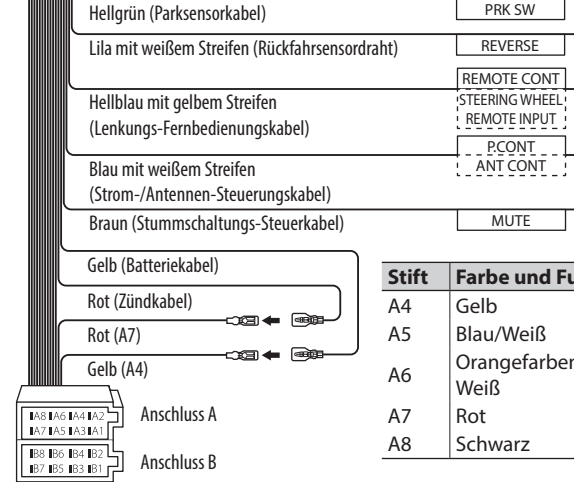 Hellgrün (Parksensorkabel)
PRK SW
Lila mit weißem Streifen (Rückfahrsensordraht)
REVERSE
REMOTE CONT
Hellblau mit gelbem Streifen
(Lenkungs-Fernbedienungskabel)
STEERING WHEEL
REMOTE INPUT
P.CONT
Blau mit weißem Streifen
(Strom-/Antennen-Steuerungskabel)
ANT CONT
Braun (Stummschaltungs-Steuerkabel)
MUTE
Gelb (Batteriekabel)
Rot (Zündkabel)
Rot (A7)
Gelb (A4)
Stift Farbe und
A4 Gelb
A5 Blau/Weiß
A6
Weiß
A7 Rot
A8 Schwarz
A8 A6 A4 A2
A7 A5 A3 A1
Anschluss A
B8 B6 B4 B2
B7 B5 B3 B1
Anschluss B